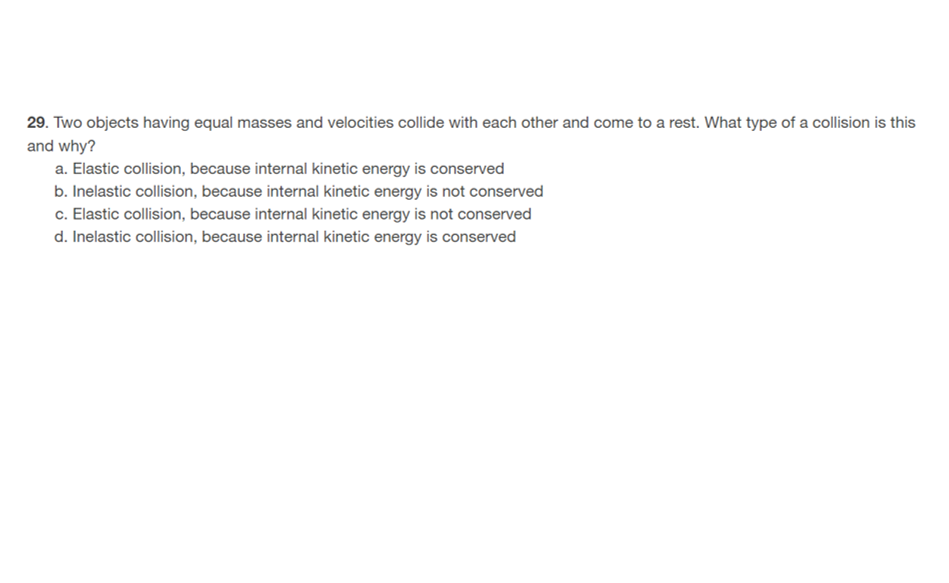 29. Two objects having equal masses and velocities collide with each other and come to a rest. What type of a collision is this
and why?
a. Elastic collision, because internal kinetic energy is conserved
b. Inelastic collision, because internal kinetic energy is not conserved
c. Elastic collision, because internal kinetic energy is not conserved
d. Inelastic collision, because internal kinetic energy is conserved